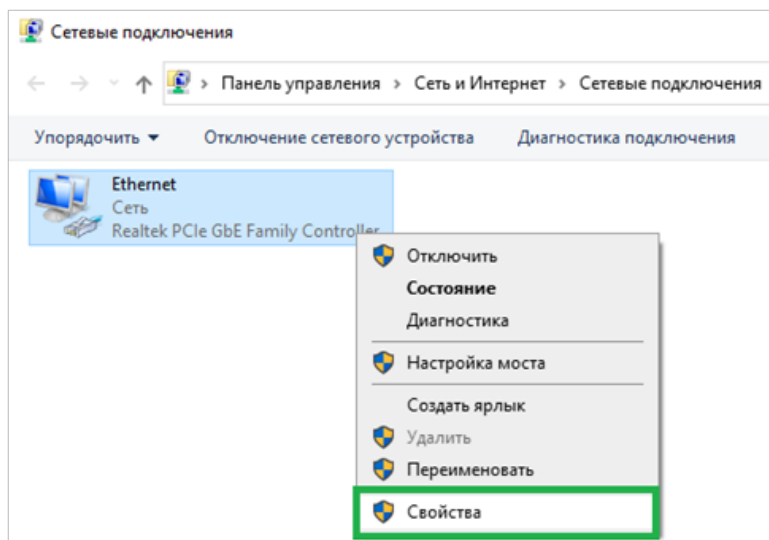 Сетевые подключения
Панель управления > Сеть и Интернет > Сетевые подключения
Упорядочить Отключение сетевого устройства Диагностика подключения
Ethernet
Сеть
Realtek PCIe GbE Family Controller
Отключить
Состояние
Диагностика
Настройка моста
Создать ярлык
Удалить
Переименовать
Свойства